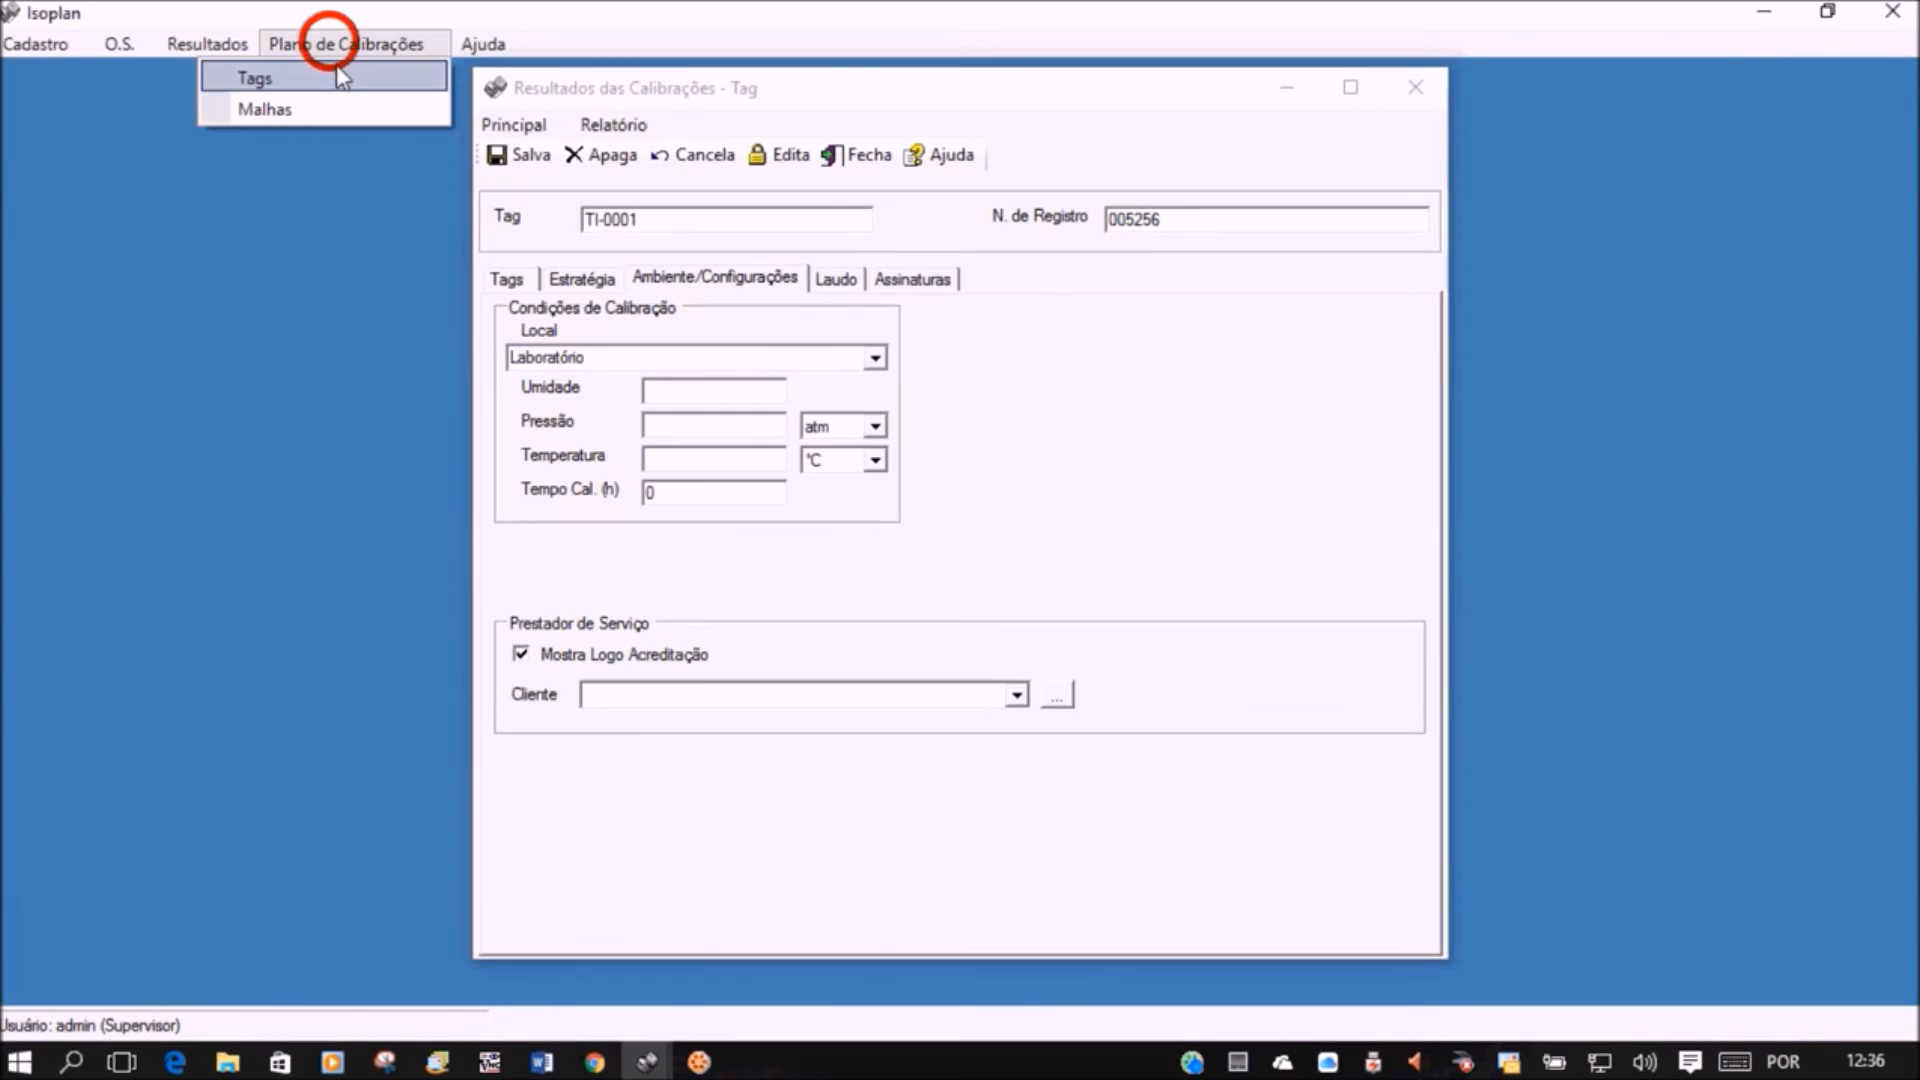 Isoplan
Cadastro O.S. Resultados Plano de Calibrações Ajuda
Tags
Malhas
Resultados das Calibrações - Tag
Principal Relatório
Salva Apaga Cancela Edita Fecha Ajuda
Tag TI-0001 N. de Registro 005256
Tags Estratégia Ambiente/Configurações Laudo Assinaturas
Condições de Calibração
Local
Laboratório
Umidade
Pressão atm
Temperatura °C
Tempo Cal. (h) 0
Prestador de Serviço
Mostra Logo Acreditação
Cliente ...
Usuário: admin (Supervisor)
POR 12:36